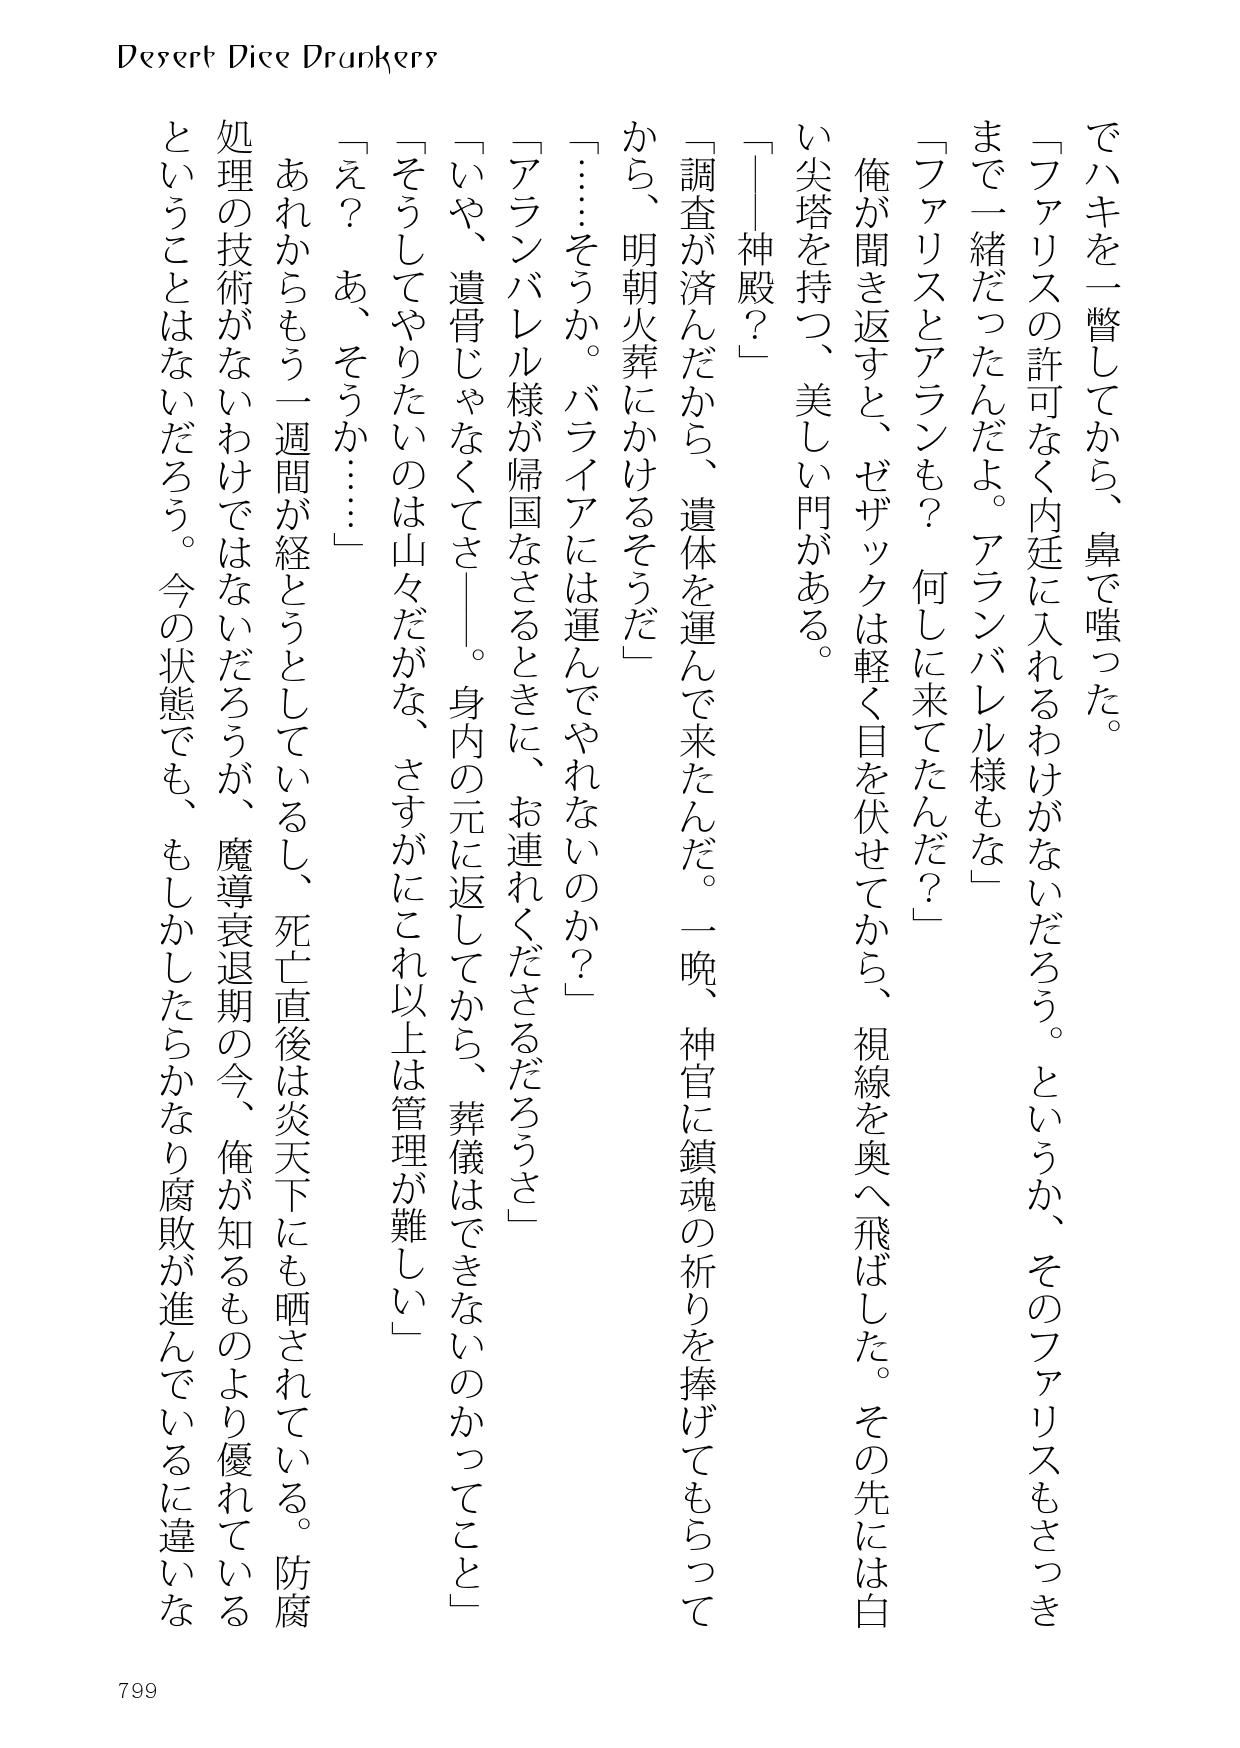 Desert Dice Drunkers
でハキを一瞥してから、鼻で嗤った。
「ファリスの許可なく内廷に入れるわけがないだろう。というか、そのファリスもさっき
まで一緒だったんだよ。アランバレル様もな」
「ファリスとアランも？　何しに来てたんだ？」
　俺が聞き返すと、ゼザックは軽く目を伏せてから、視線を奥へ飛ばした。その先には白
い尖塔を持つ、美しい門がある。
「――神殿？」
「調査が済んだから、遺体を運んで来たんだ。一晩、神官に鎮魂の祈りを捧げてもらって
から、明朝火葬にかけるそうだ」
「……そうか。バライアには運んでやれないのか？」
「アランバレル様が帰国なさるときに、お連れくださるだろうさ」
「いや、遺骨じゃなくてさ――。身内の元に返してから、葬儀はできないのかってこと」
「そうしてやりたいのは山々だがな、さすがにこれ以上は管理が難しい」
「え？　あ、そうか……」
　あれからもう一週間が経とうとしているし、死亡直後は炎天下にも晒されている。防腐
処理の技術がないわけではないだろうが、魔導衰退期の今、俺が知るものより優れている
ということはないだろう。今の状態でも、もしかしたらかなり腐敗が進んでいるに違いな
799